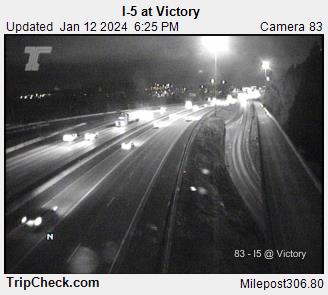 I-5 at Victory
Updated Jan 12 2024 6:25 PM Camera 83
T
N
83 - I5 @ Victory
TripCheck.com Milepost306.80